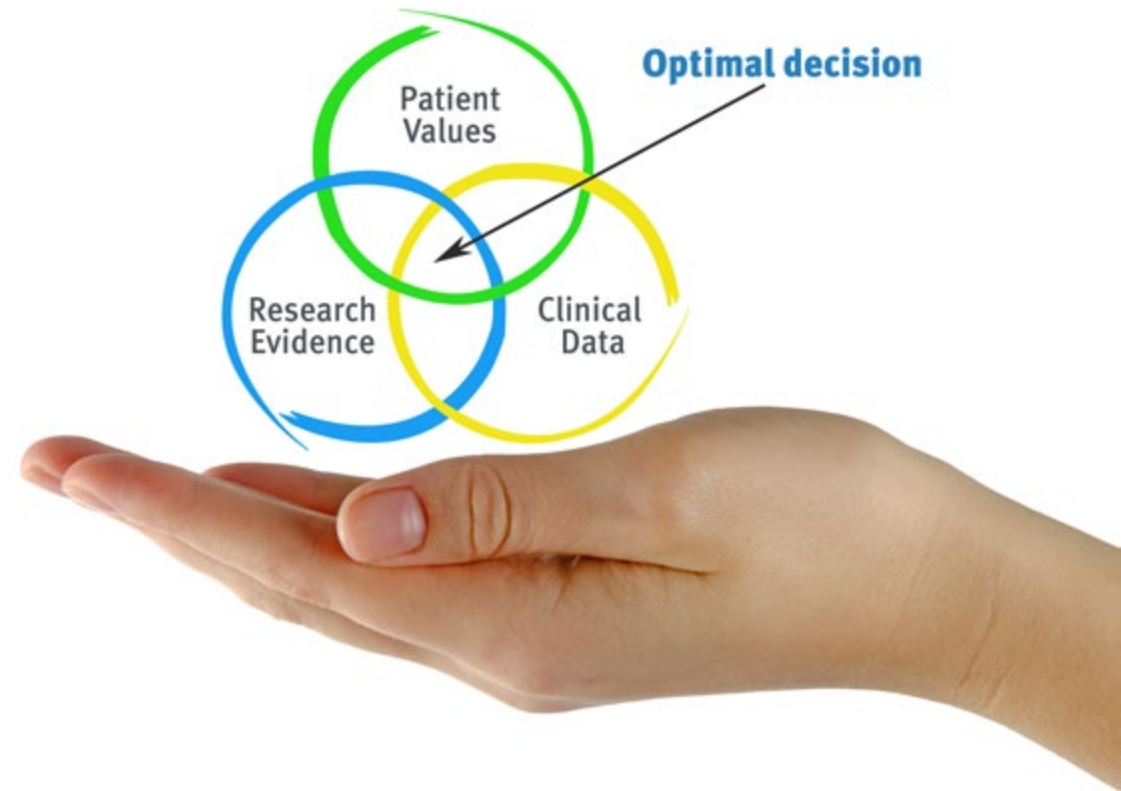 Optimal decision
Patient
Values
Research
Evidence
Clinical
Data